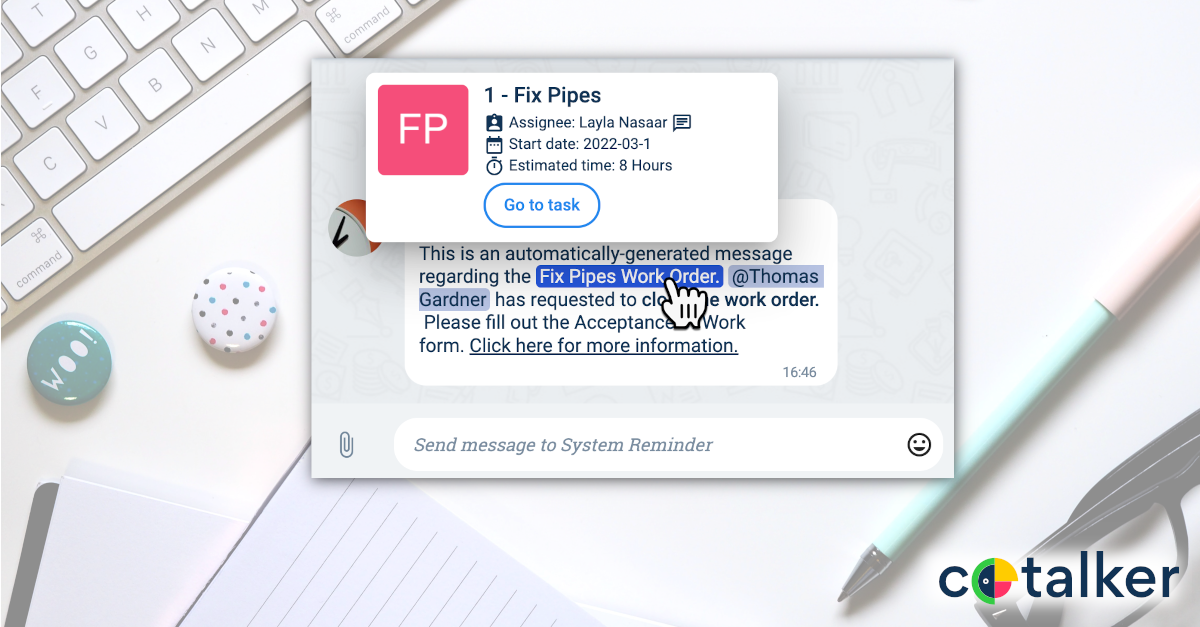 T
H
M
⌘
command
G
N
F
B
V
C
⌘
command
WOO!
FP
1 - Fix Pipes
Assignee: Layla Nasaar
Start date: 2022-03-1
Estimated time: 8 Hours
Go to task
This is an automatically-generated message
regarding the Fix Pipes Work Order. @Thomas
Gardner has requested to work order.
Please fill out the Acceptance Work
form. Click here for more information.
16:46
Send message to System Reminder
cotalker